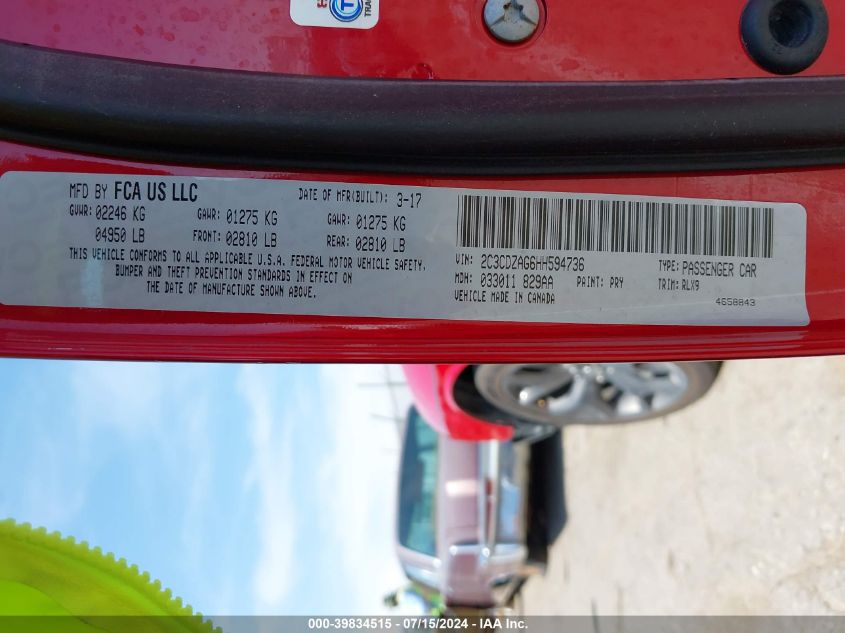 TRA
MFD BY FCA US LLC DATE OF MFR(BUILT): 3-17
GVWR: 02246 KG GAWR: 01275 KG GAWR: 01275 KG
04950 LB FRONT: 02810 LB REAR: 02810 LB
THIS VEHICLE CONFORMS TO ALL APPLICABLE U.S.A. FEDERAL MOTOR VEHICLE SAFETY,
BUMPER AND THEFT PREVENTION STANDARDS IN EFFECT ON
THE DATE OF MANUFACTURE SHOWN ABOVE.
VIN: 2C3CDZAG6HH594736 TYPE: PASSENGER CAR
MDH: 033011 829AA PAINT: PRY TRIM: RLX9
VEHICLE MADE IN CANADA 4658843
000-39834515 - 07/15/2024 - IAA Inc.